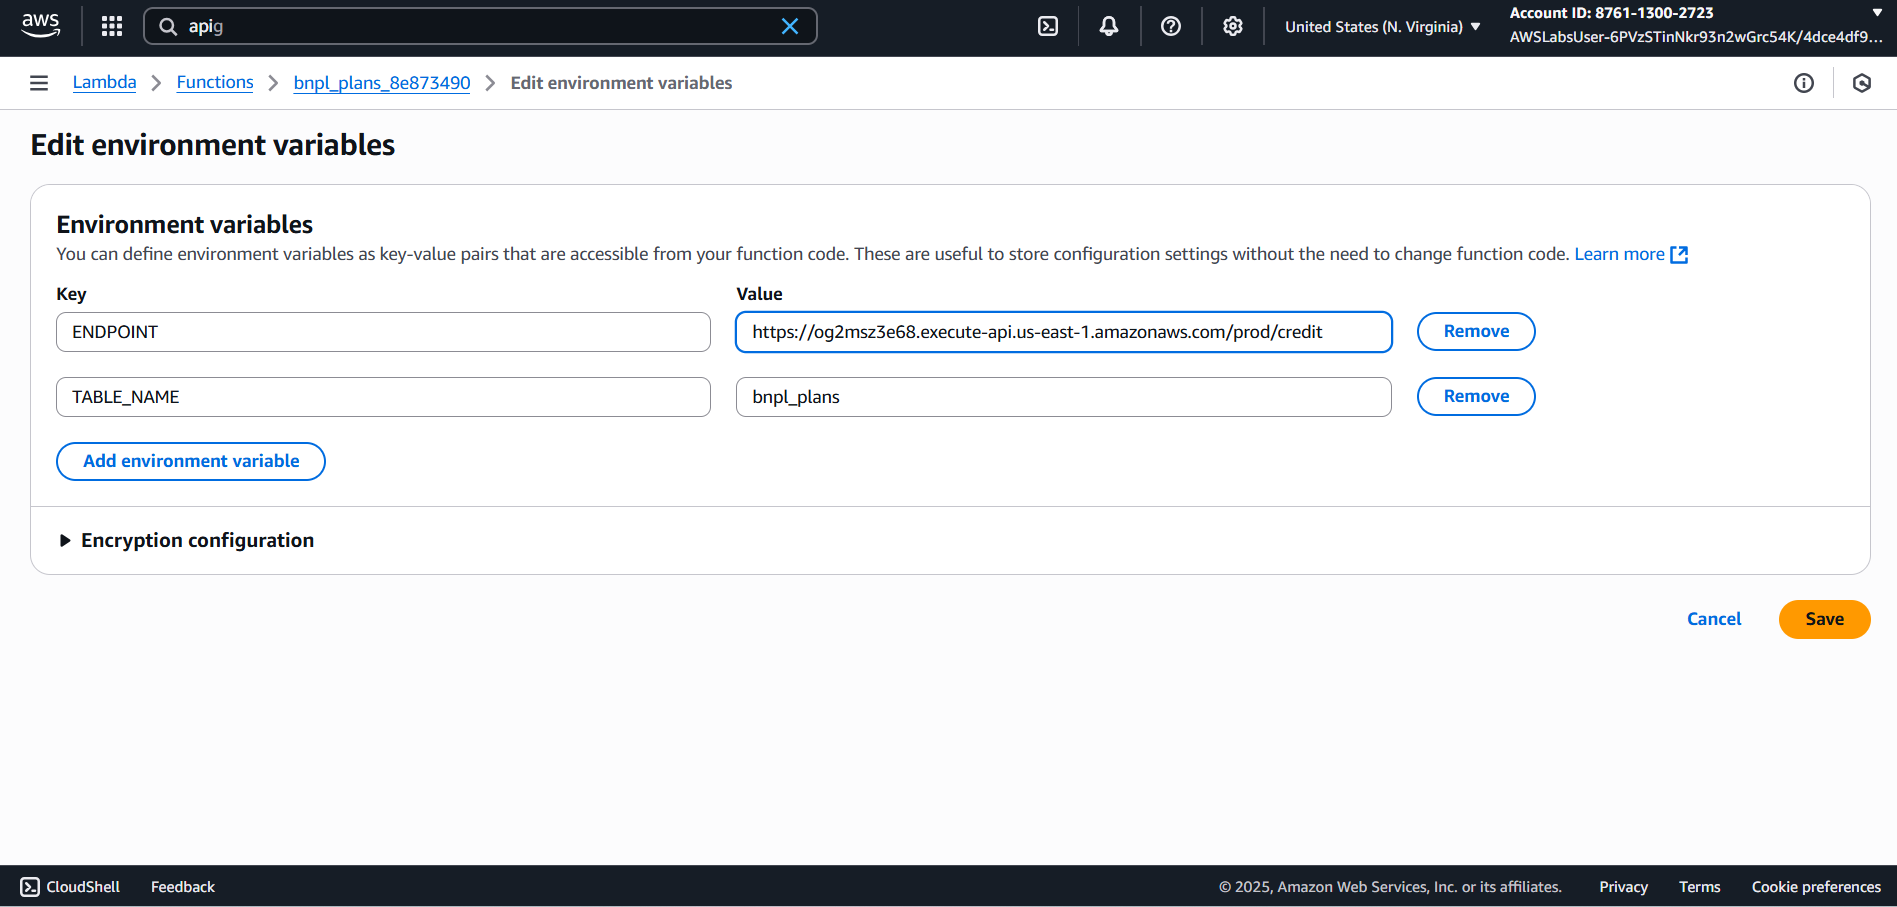 aws
apig
United States (N. Virginia)
Account ID: 8761-1300-2723
AWSLabsUser-6PVzSTinNkr93n2wGrc54K/4dce4df9...
Lambda
Functions
bnpl_plans_8e873490
Edit environment variables
Edit environment variables
Environment variables
You can define environment variables as key-value pairs that are accessible from your function code. These are useful to store configuration settings without the need to change function code. Learn more
Key
Value
ENDPOINT
https://og2msz3e68.execute-api.us-east-1.amazonaws.com/prod/credit
Remove
TABLE_NAME
bnpl_plans
Remove
Add environment variable
Encryption configuration
Cancel
Save
CloudShell
Feedback
© 2025, Amazon Web Services, Inc. or its affiliates.
Privacy
Terms
Cookie preferences